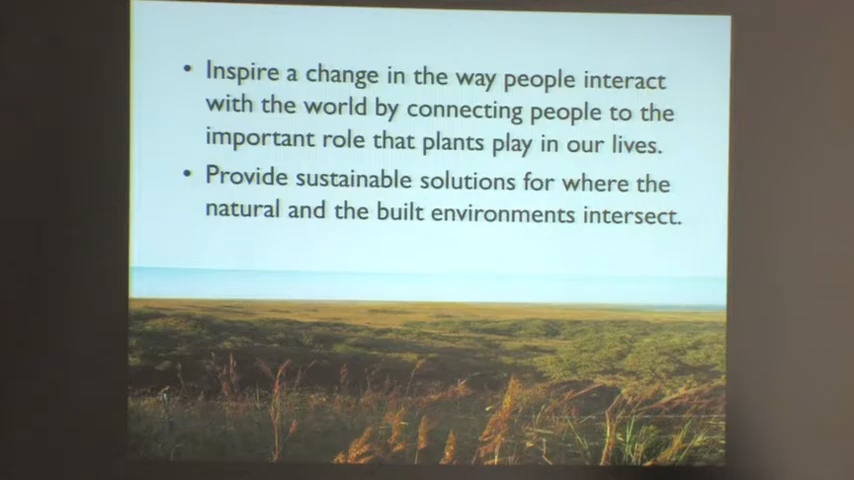 • Inspire a change in the way people interact
with the world by connecting people to the
important role that plants play in our lives.
• Provide sustainable solutions for where the
natural and the built environments intersect.